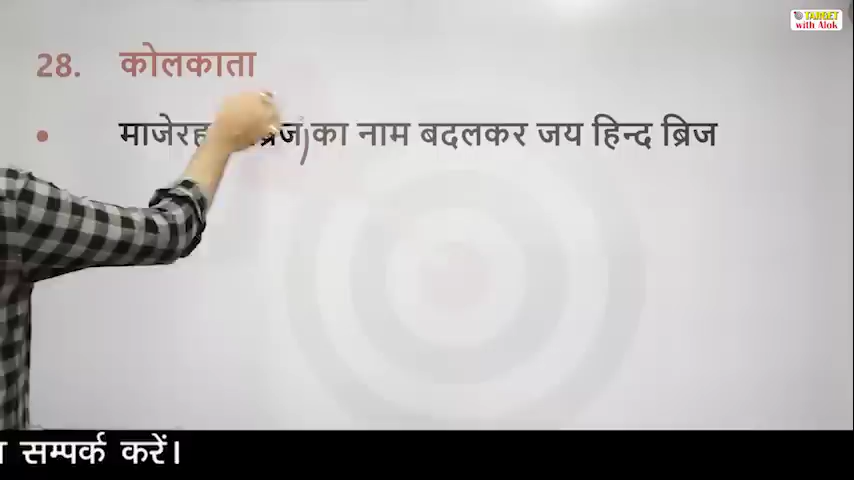 TARGET
with Alok
28. कोलकाता
• ब्रिज का नाम बदलकर जय हिन्द ब्रिज
सम्पर्क करें।